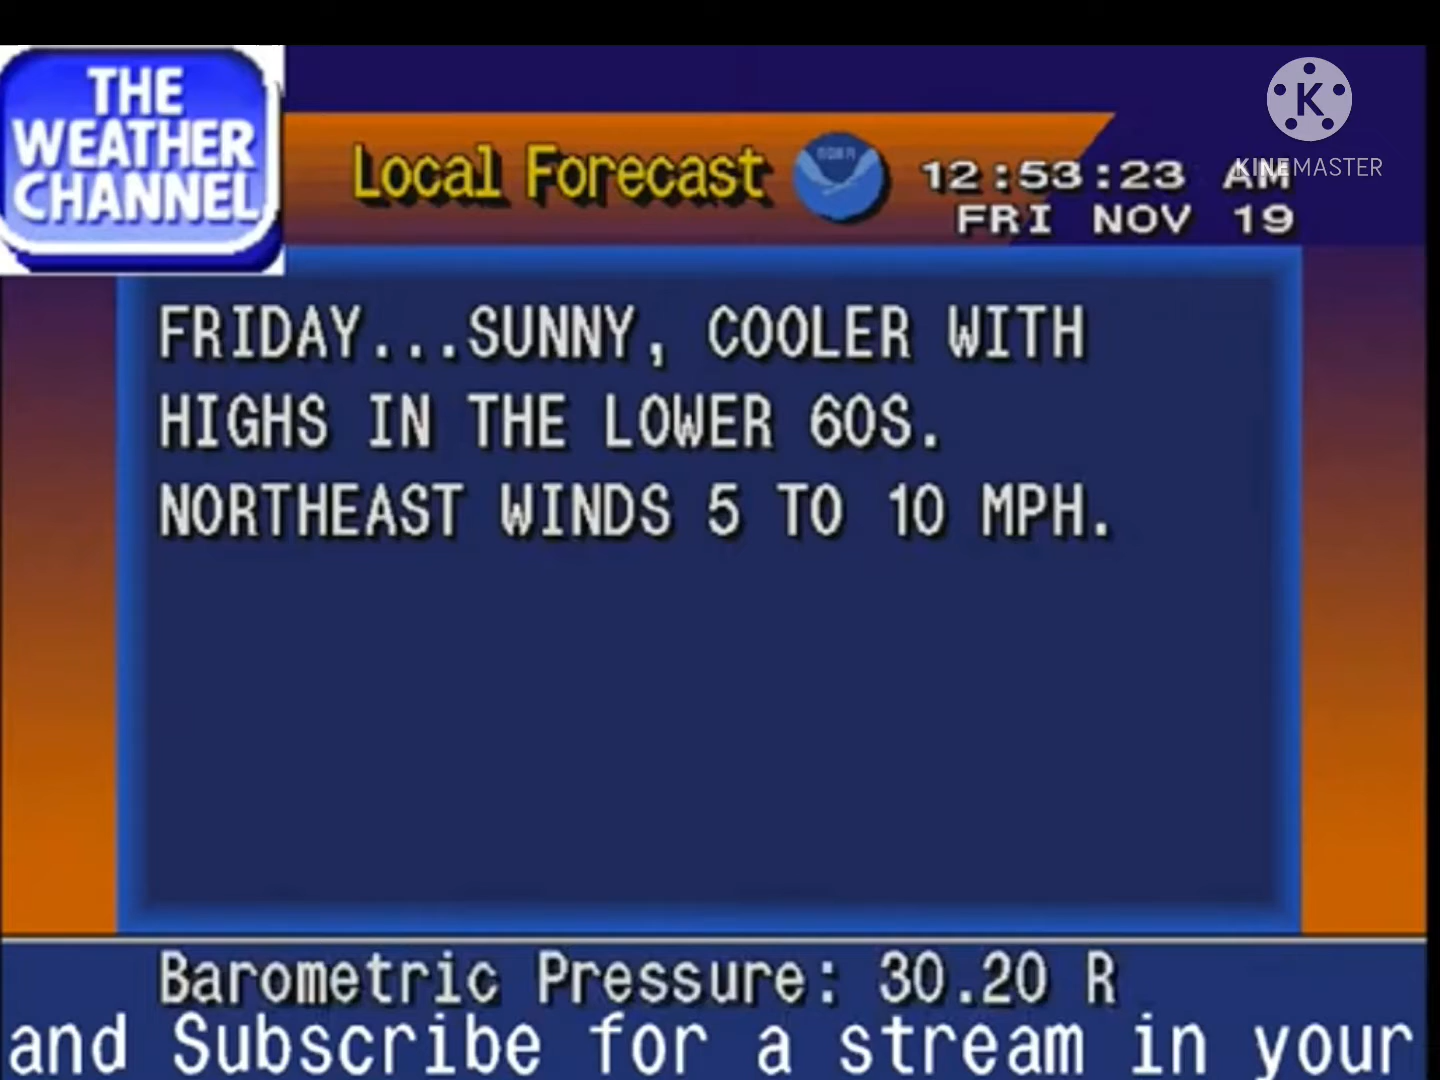 THE
WEATHER
CHANNEL
Local Forecast
12:53:23 AM
FRI NOV 19
K
KINEMASTER
FRIDAY...SUNNY, COOLER WITH
HIGHS IN THE LOWER 60S.
NORTHEAST WINDS 5 TO 10 MPH.
Barometric Pressure: 30.20 R
and Subscribe for a stream in your